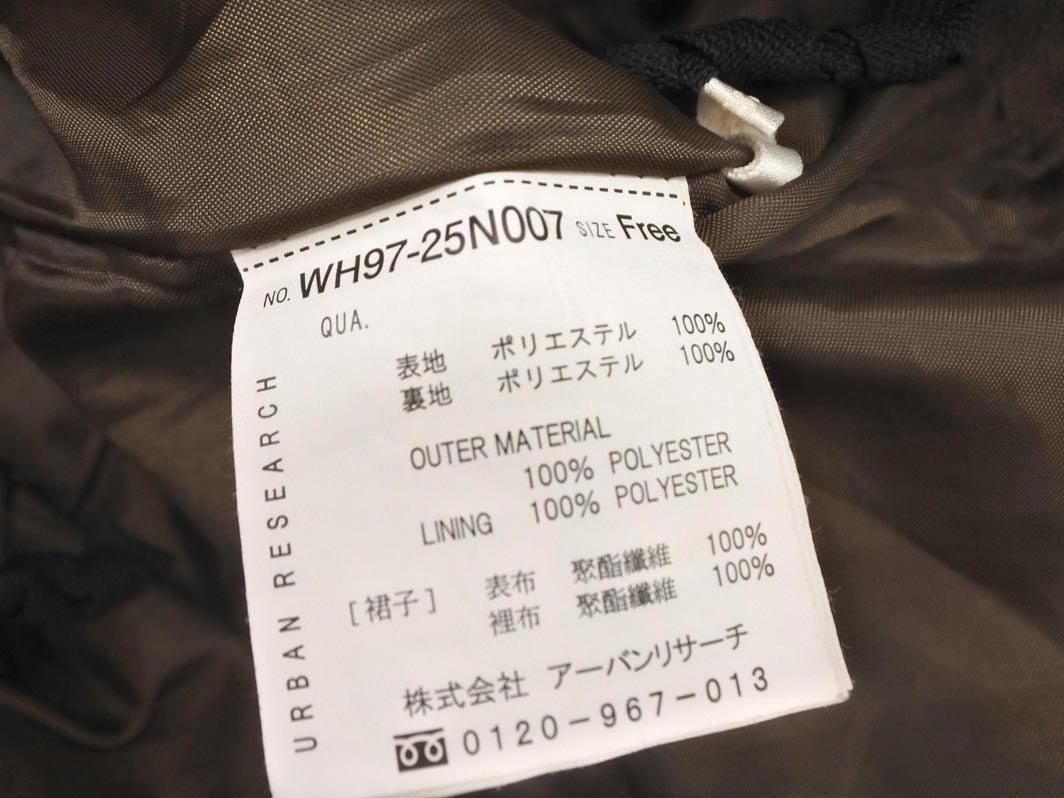 NO. WH97-25N007 SIZE Free
QUA.
表地 ポリエステル 100%
裏地 ポリエステル 100%
OUTER MATERIAL
100% POLYESTER
LINING 100% POLYESTER
[裙子] 表布 聚酯纖維 100%
裡布 聚酯纖維 100%
株式会社 アーバンリサーチ
0120-967-013
URBAN RESEARCH